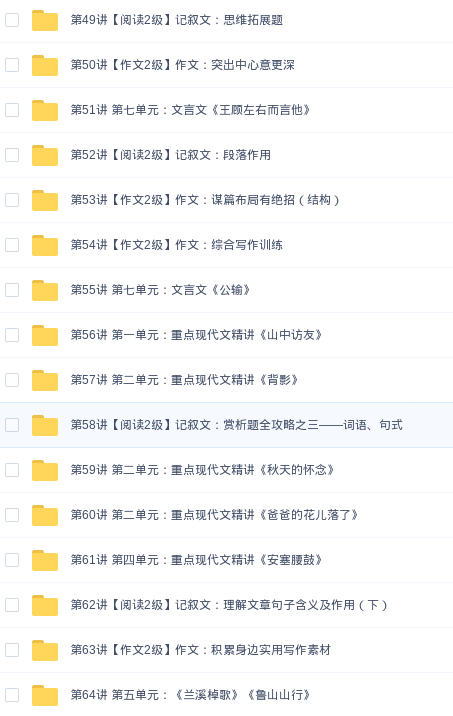 第49讲【阅读2级】记叙文：思维拓展题
第50讲【作文2级】作文：突出中心意更深
第51讲 第七单元：文言文《王顾左右而言他》
第52讲【阅读2级】记叙文：段落作用
第53讲【作文2级】作文：谋篇布局有绝招（结构）
第54讲【作文2级】作文：综合写作训练
第55讲 第七单元：文言文《公输》
第56讲 第一单元：重点现代文精讲《山中访友》
第57讲 第二单元：重点现代文精讲《背影》
第58讲【阅读2级】记叙文：赏析题全攻略之三——词语、句式
第59讲 第二单元：重点现代文精讲《秋天的怀念》
第60讲 第二单元：重点现代文精讲《爸爸的花儿落了》
第61讲 第四单元：重点现代文精讲《安塞腰鼓》
第62讲【阅读2级】记叙文：理解文章句子含义及作用（下）
第63讲【作文2级】作文：积累身边实用写作素材
第64讲 第五单元：《兰溪棹歌》《鲁山山行》